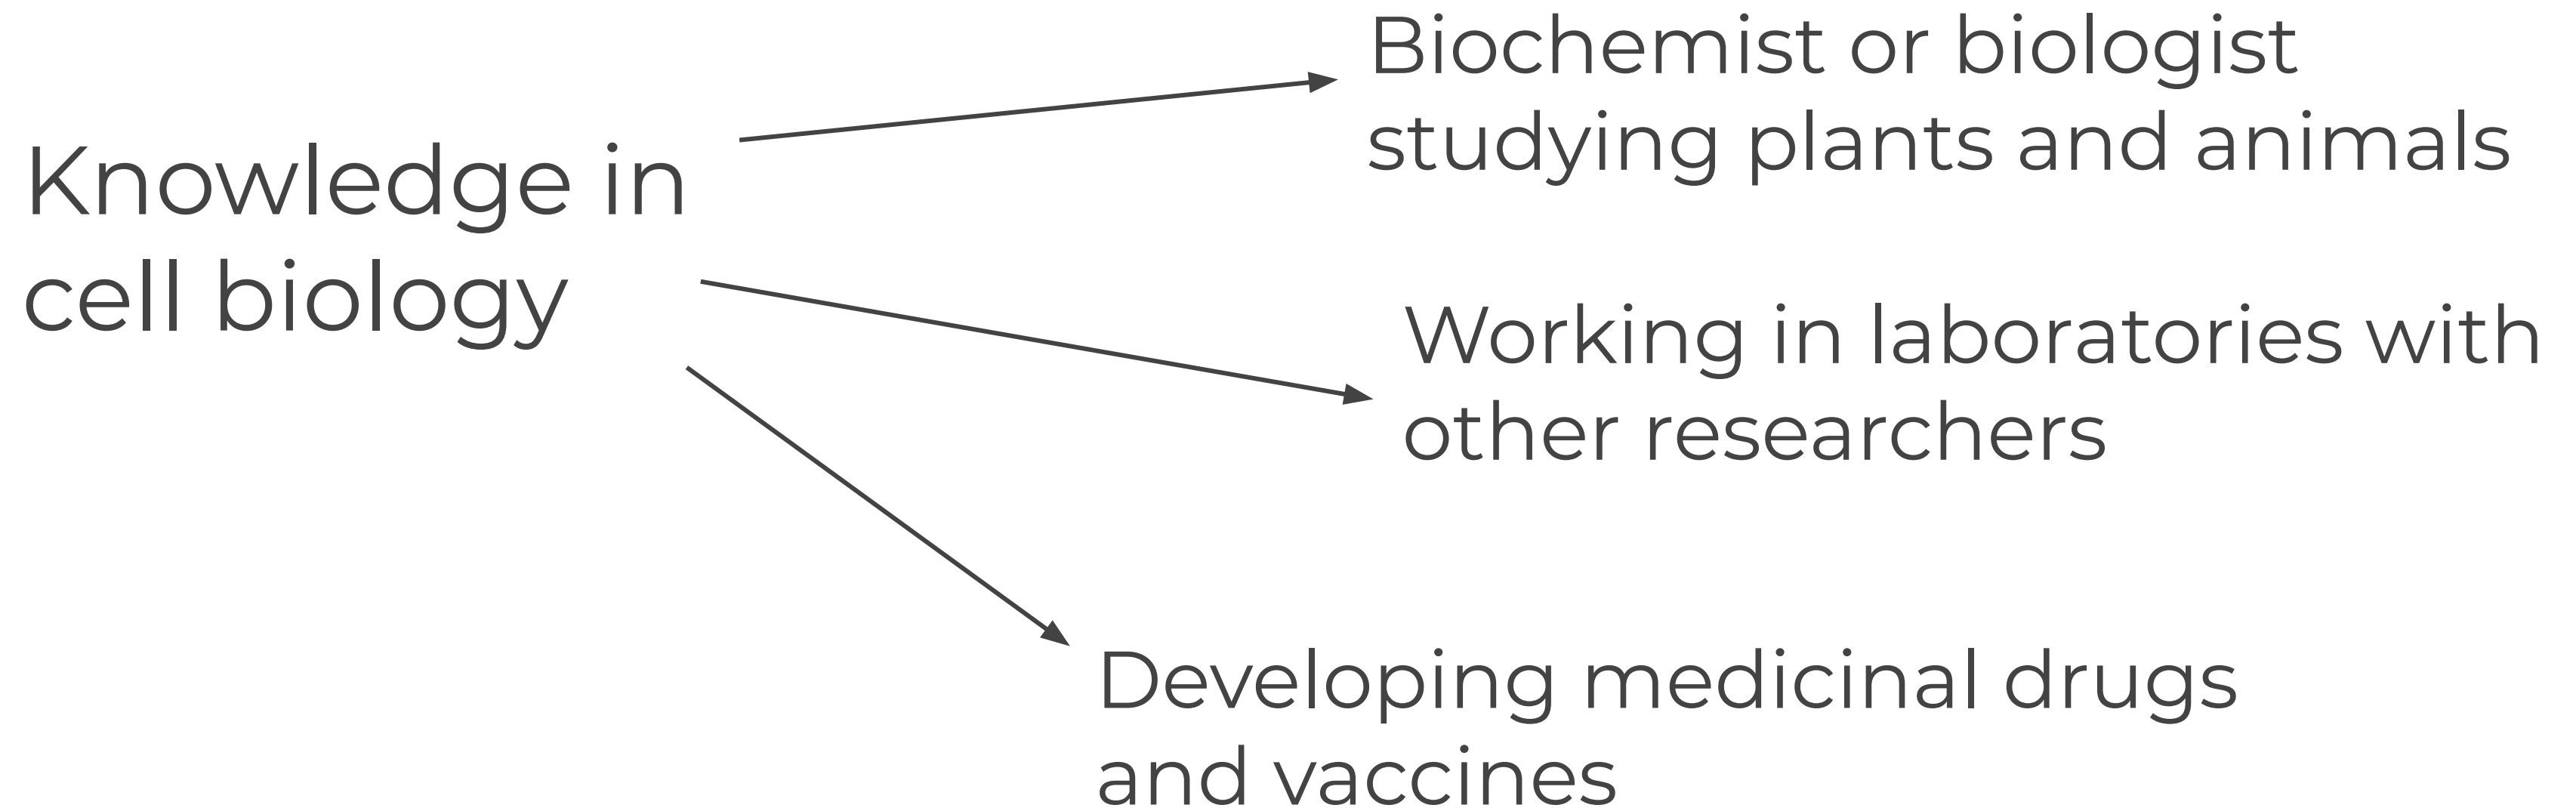 Knowledge in
cell biology
Biochemist or biologist
studying plants and animals
Working in laboratories with
other researchers
Developing medicinal drugs
and vaccines